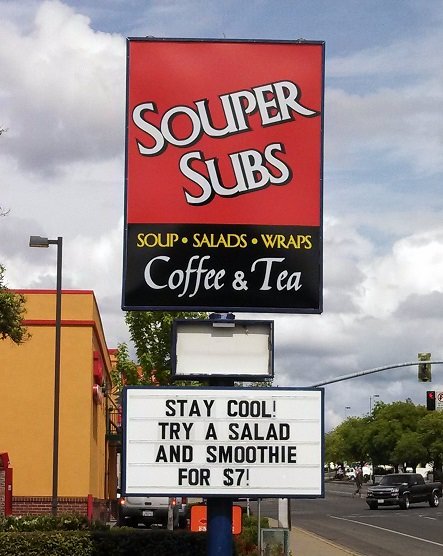 SOUPER
SUBS
SOUP • SALADS • WRAPS
Coffee & Tea
STAY COOL!
TRY A SALAD
AND SMOOTHIE
FOR $7!